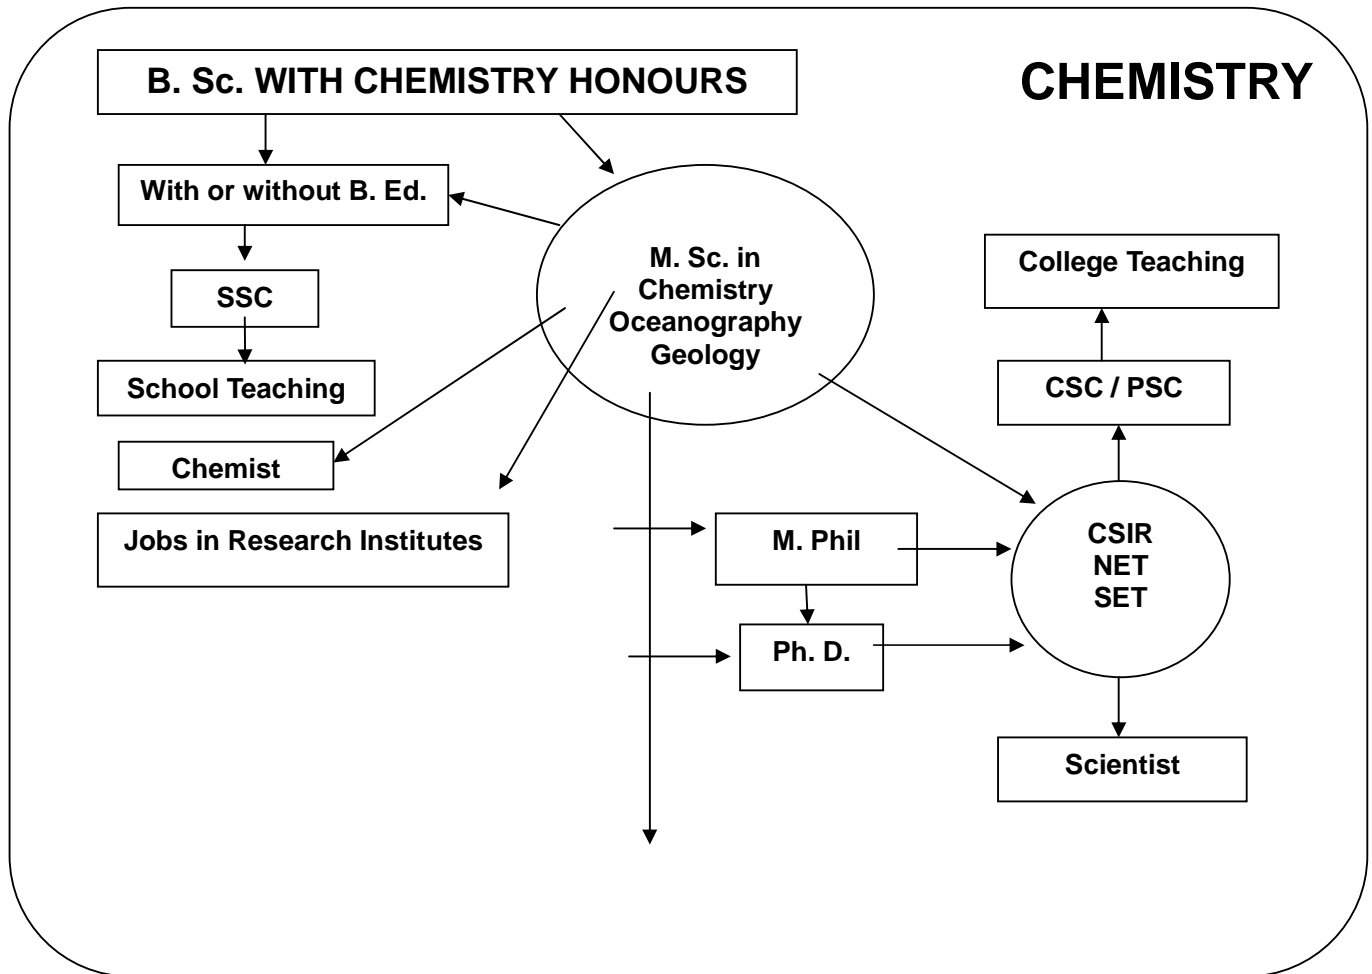 B. Sc. WITH CHEMISTRY HONOURS
CHEMISTRY
With or without B. Ed.
SSC
School Teaching
Chemist
Jobs in Research Institutes
M. Sc. in
Chemistry
Oceanography
Geology
M. Phil
Ph. D.
College Teaching
CSC / PSC
CSIR
NET
SET
Scientist